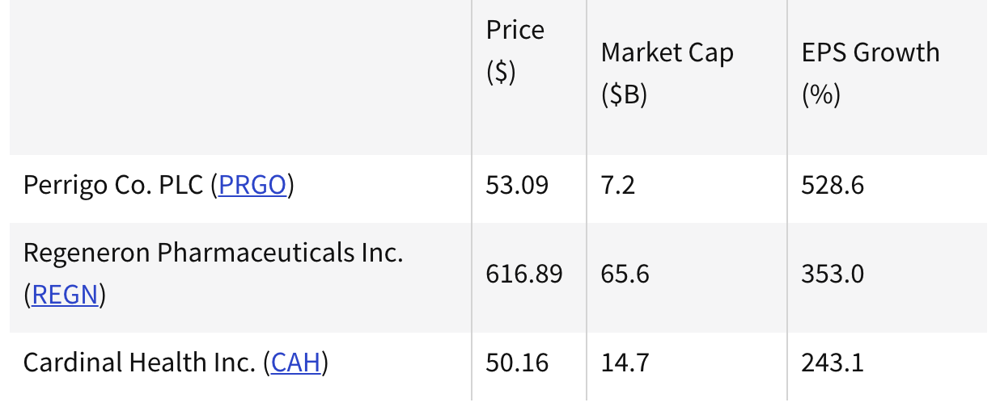 Price
($)
Market Cap
($B)
EPS Growth
(%)
Perrigo Co. PLC (PRGO) 53.09 7.2 528.6
Regeneron Pharmaceuticals Inc.
(REGN) 616.89 65.6 353.0
Cardinal Health Inc. (CAH) 50.16 14.7 243.1